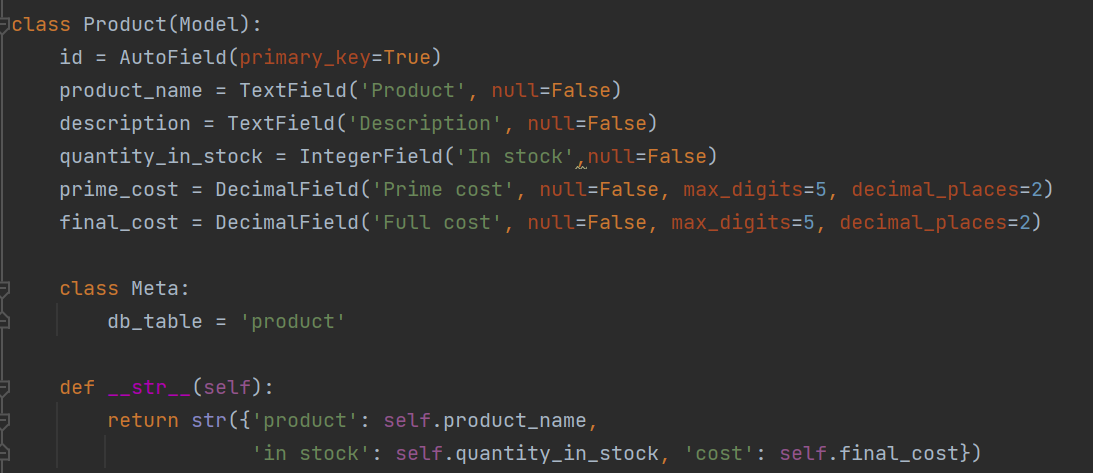 class Product(Model):
    id = AutoField(primary_key=True)
    product_name = TextField('Product', null=False)
    description = TextField('Description', null=False)
    quantity_in_stock = IntegerField('In stock',null=False)
    prime_cost = DecimalField('Prime cost', null=False, max_digits=5, decimal_places=2)
    final_cost = DecimalField('Full cost', null=False, max_digits=5, decimal_places=2)
    class Meta:
        db_table = 'product'
    def __str__(self):
        return str({'product': self.product_name,
                    'in stock': self.quantity_in_stock, 'cost': self.final_cost})